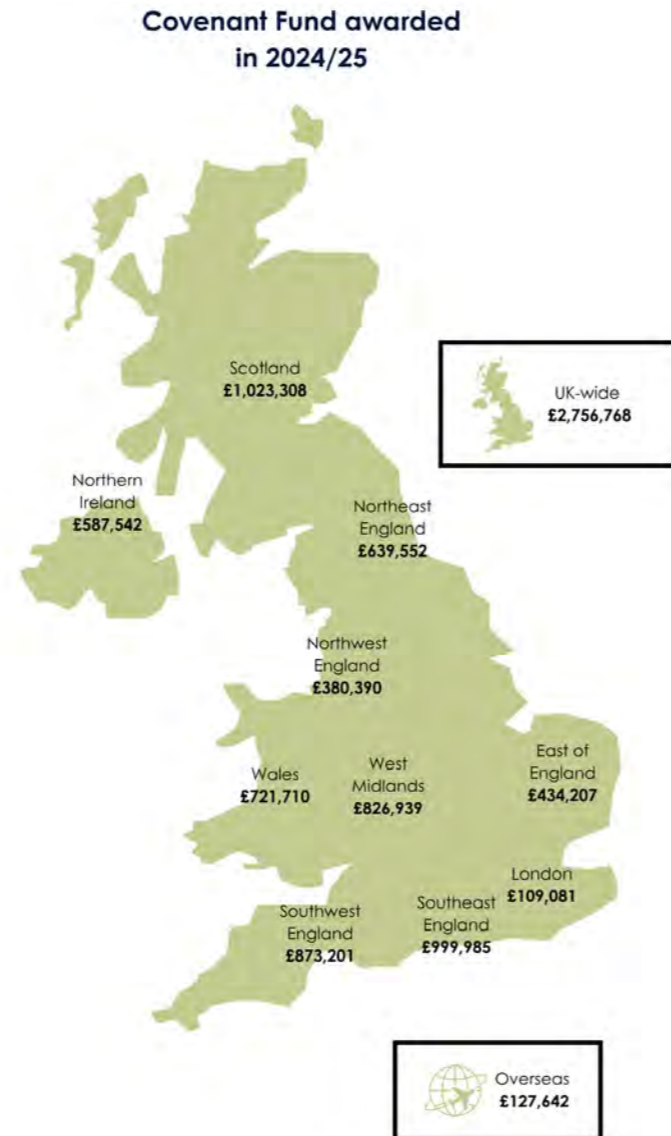 Covenant Fund awarded
in 2024/25
Scotland
£1,023,308
UK-wide
£2,756,768
Northern
Ireland
£587,542
Northeast
England
£639,552
Northwest
England
£380,390
Wales
£721,710
West
Midlands
£826,939
East of
England
£434,207
London
£109,081
Southwest
England
£873,201
Southeast
England
£999,985
Overseas
£127,642